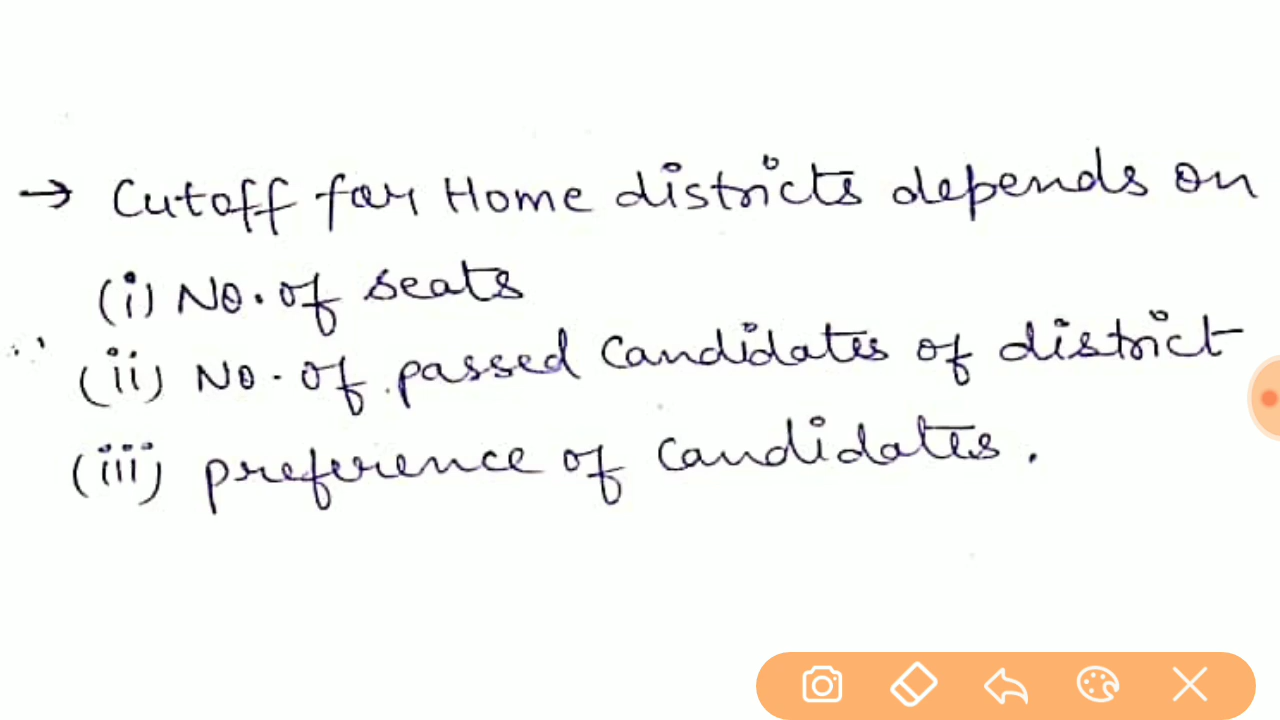 → Cutoff for Home districts depends on
(i) No. of seats
(ii) No. of passed candidates of district
(iii) preference of candidates.